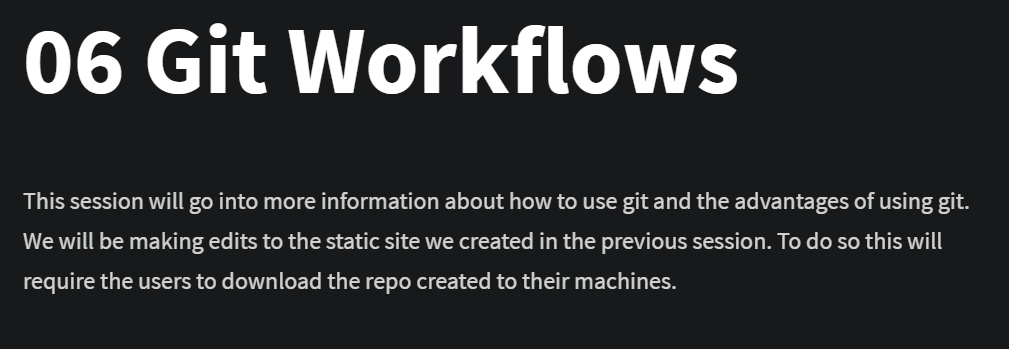 06 Git Workflows
This session will go into more information about how to use git and the advantages of using git.
We will be making edits to the static site we created in the previous session. To do so this will
require the users to download the repo created to their machines.